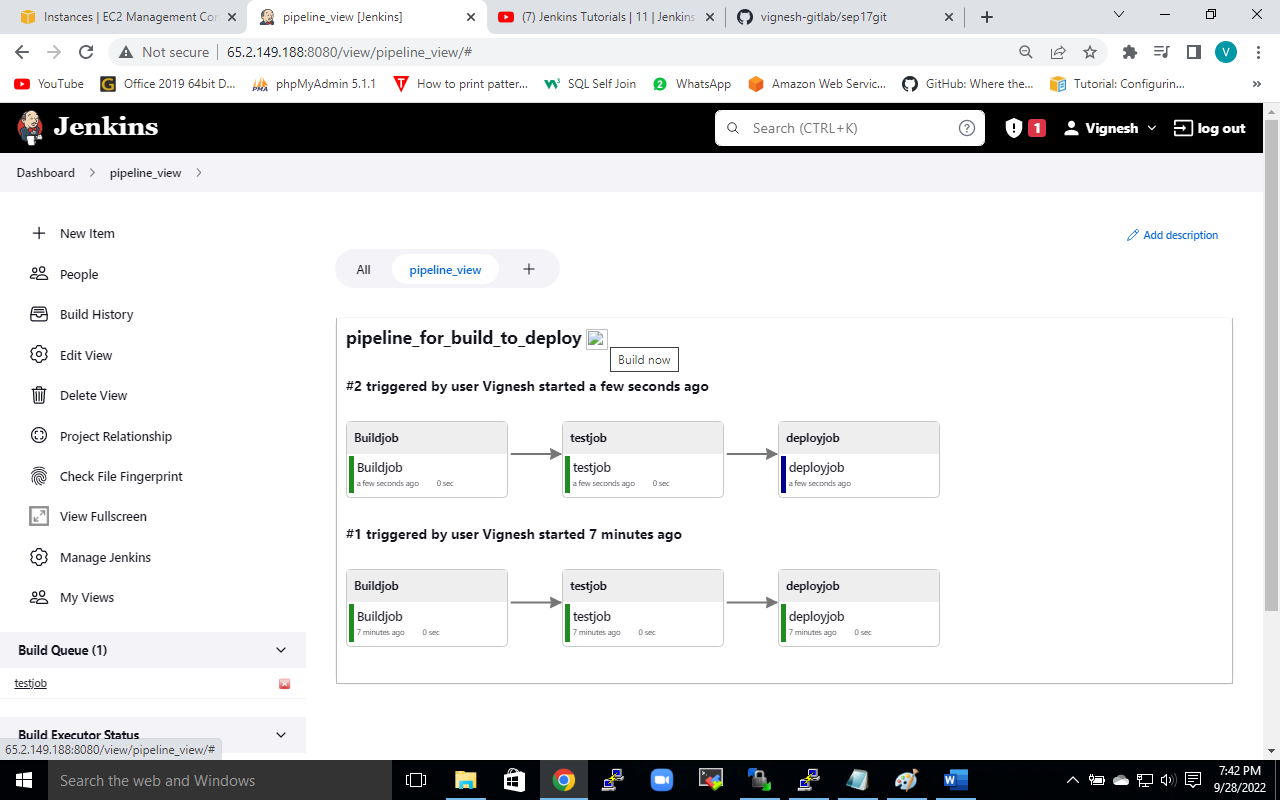 Instances | EC2 Management Con
pipeline_view [Jenkins]
(7) Jenkins Tutorials | 11 | Jenkins
vignesh-gitlab/sep17git
Not secure
65.2.149.188:8080/view/pipeline_view/#
V
YouTube
Office 2019 64bit D...
phpMyAdmin 5.1.1
How to print patter...
SQL Self Join
2
WhatsApp
Amazon Web Servic...
GitHub: Where the...
Tutorial: Configurin...
»
Jenkins
Search (CTRL+K)
1
Vignesh
log out
Dashboard
pipeline_view
New Item
People
Build History
Edit View
Delete View
Project Relationship
Check File Fingerprint
View Fullscreen
Manage Jenkins
My Views
Build Queue (1)
testjob
Build Executor Status
65.2.149.188:8080/view/pipeline_view/#
Add description
All
pipeline_view
pipeline_for_build_to_deploy
Build now
#2 triggered by user Vignesh started a few seconds ago
Buildjob
Buildjob
a few seconds ago 0 sec
testjob
testjob
a few seconds ago 0 sec
deployjob
deployjob
a few seconds ago
#1 triggered by user Vignesh started 7 minutes ago
Buildjob
Buildjob
7 minutes ago 0 sec
testjob
testjob
7 minutes ago 0 sec
deployjob
deployjob
7 minutes ago 0 sec
Search the web and Windows
7:42 PM
9/28/2022